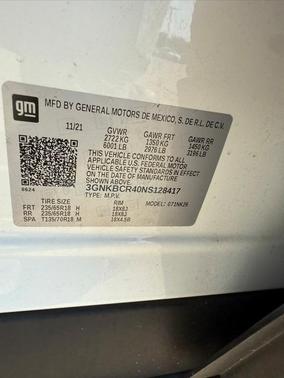 gm
MFD BY GENERAL MOTORS DE MEXICO, S. DE R.L. DE C.V.
11/21 GVWR GAWR FRT GAWR RR
2722 KG 1350 KG 1450 KG
6001 LB 2976 LB 3195 LB
THIS VEHICLE CONFORMS TO ALL
APPLICABLE U.S. FEDERAL MOTOR
VEHICLE SAFETY STANDARDS IN EFFECT
ON THE DATE OF MANUFACTURE SHOWN ABOVE.
0624
3GNKBCR40NS128417
TYPE: M.P.V. MODEL: 071NK26
TIRE SIZE RIM
FRT 235/65R18 H 18X8J
RR 235/65R18 H 18X8J
SPA T135/70R18 M 18X4.5B